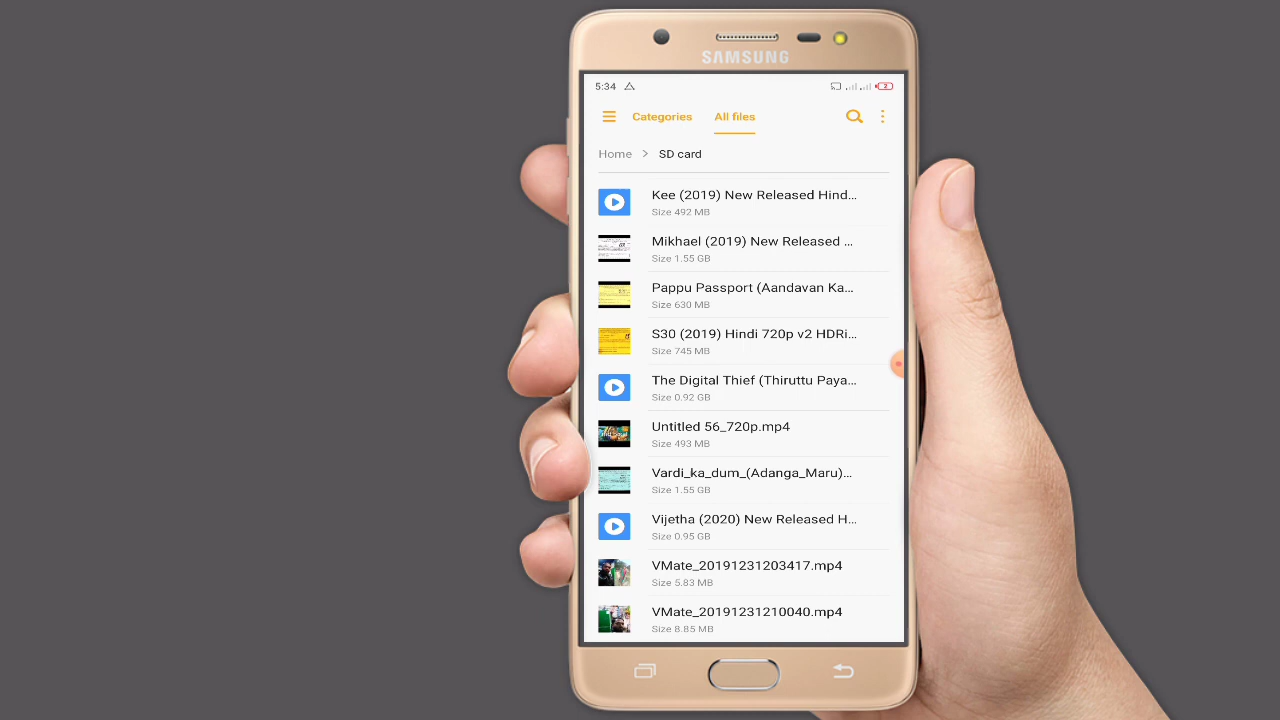 SAMSUNG
5:34 2
Categories All files
Home > SD card
Kee (2019) New Released Hind...
Size 492 MB
Mikhael (2019) New Released ...
Size 1.55 GB
Pappu Passport (Aandavan Ka...
Size 630 MB
S30 (2019) Hindi 720p v2 HDRi...
Size 745 MB
The Digital Thief (Thiruttu Paya...
Size 0.92 GB
Untitled 56_720p.mp4
Size 493 MB
Vardi_ka_dum_(Adanga_Maru)...
Size 1.55 GB
Vijetha (2020) New Released H...
Size 0.95 GB
VMate_20191231203417.mp4
Size 5.83 MB
VMate_20191231210040.mp4
Size 8.85 MB